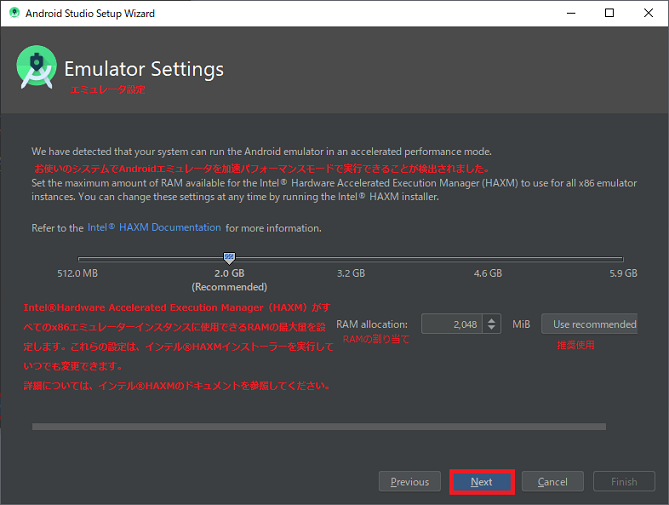 Android Studio Setup Wizard
Emulator Settings
エミュレータ設定
We have detected that your system can run the Android emulator in an accelerated performance mode.
お使いのシステムでAndroidエミュレータを加速パフォーマンスモードで実行できることが検出されました。
Set the maximum amount of RAM available for the Intel® Hardware Accelerated Execution Manager (HAXM) to use for all x86 emulator
instances. You can change these settings at any time by running the Intel® HAXM installer.
Refer to the Intel® HAXM Documentation for more information.
512.0 MB 2.0 GB 3.2 GB 4.6 GB 5.9 GB
(Recommended)
Intel®Hardware Accelerated Execution Manager（HAXM）がす
べてのx86エミュレーターインスタンスに使用できるRAMの最大量を設
定します。これらの設定は、インテル®HAXMインストーラーを実行して
いつでも変更できます。
詳細については、インテル®HAXMのドキュメントを参照してください。
RAM allocation: 2,048 MiB Use recommended
RAMの割り当て 推奨使用
Previous Next Cancel Finish